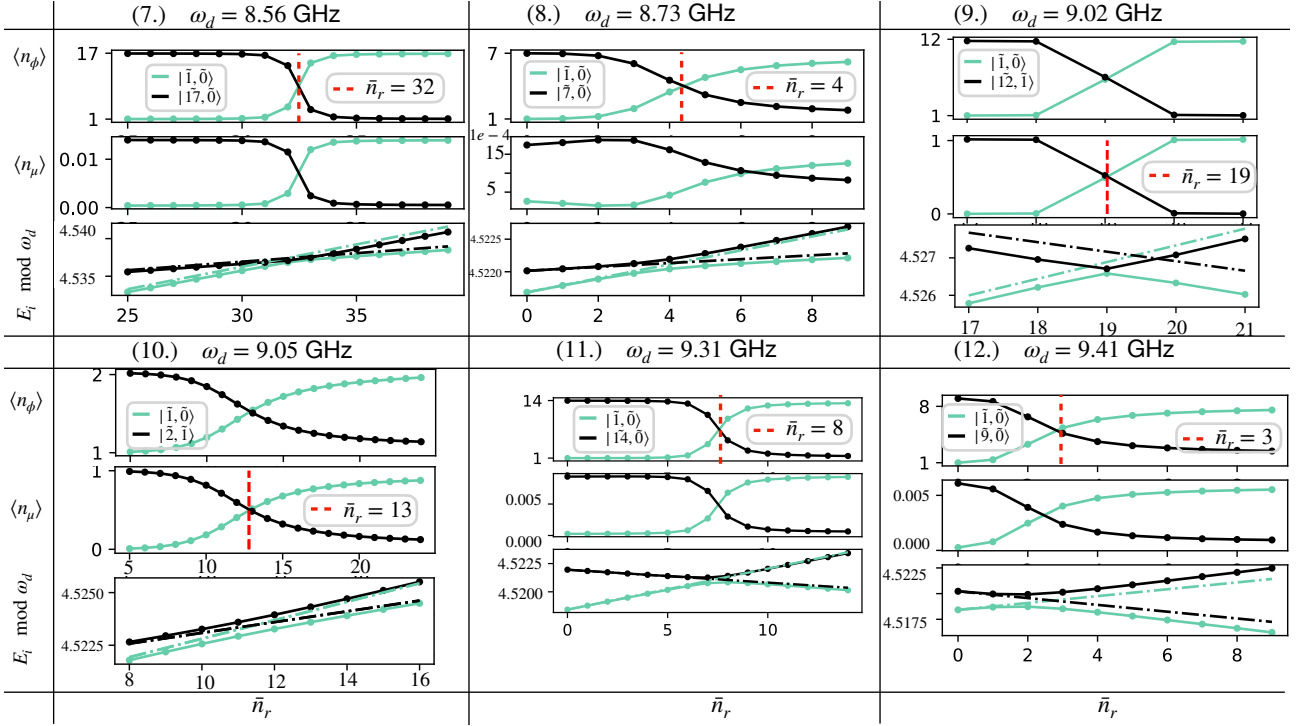 (7.) ω_d = 8.56 GHz
(8.) ω_d = 8.73 GHz
(9.) ω_d = 9.02 GHz
⟨n_ϕ⟩
17
1
|1̃, 0̃⟩
|1̃7, 0̃⟩
n̄_r = 32
7
1
|1̃, 0̃⟩
|7̃, 0̃⟩
n̄_r = 4
12
1
|1̃, 0̃⟩
|1̃2, 1̃⟩
⟨n_μ⟩
0.01
0.00
1e−4
15
5
1
0
n̄_r = 19
E_i mod ω_d
4.540
4.535
25 30 35
4.5225
4.5220
0 2 4 6 8
4.527
4.526
17 18 19 20 21
(10.) ω_d = 9.05 GHz
(11.) ω_d = 9.31 GHz
(12.) ω_d = 9.41 GHz
⟨n_ϕ⟩
2
1
|1̃, 0̃⟩
|2̃, 1̃⟩
14
1
|1̃, 0̃⟩
|1̃4, 0̃⟩
n̄_r = 8
8
1
|1̃, 0̃⟩
|9̃, 0̃⟩
n̄_r = 3
⟨n_μ⟩
1
0
n̄_r = 13
5 10 15 20
0.005
0.000
0.005
0.000
E_i mod ω_d
4.5250
4.5225
8 10 12 14 16
4.5225
4.5200
0 5 10
4.5225
4.5175
0 2 4 6 8
n̄_r
n̄_r
n̄_r